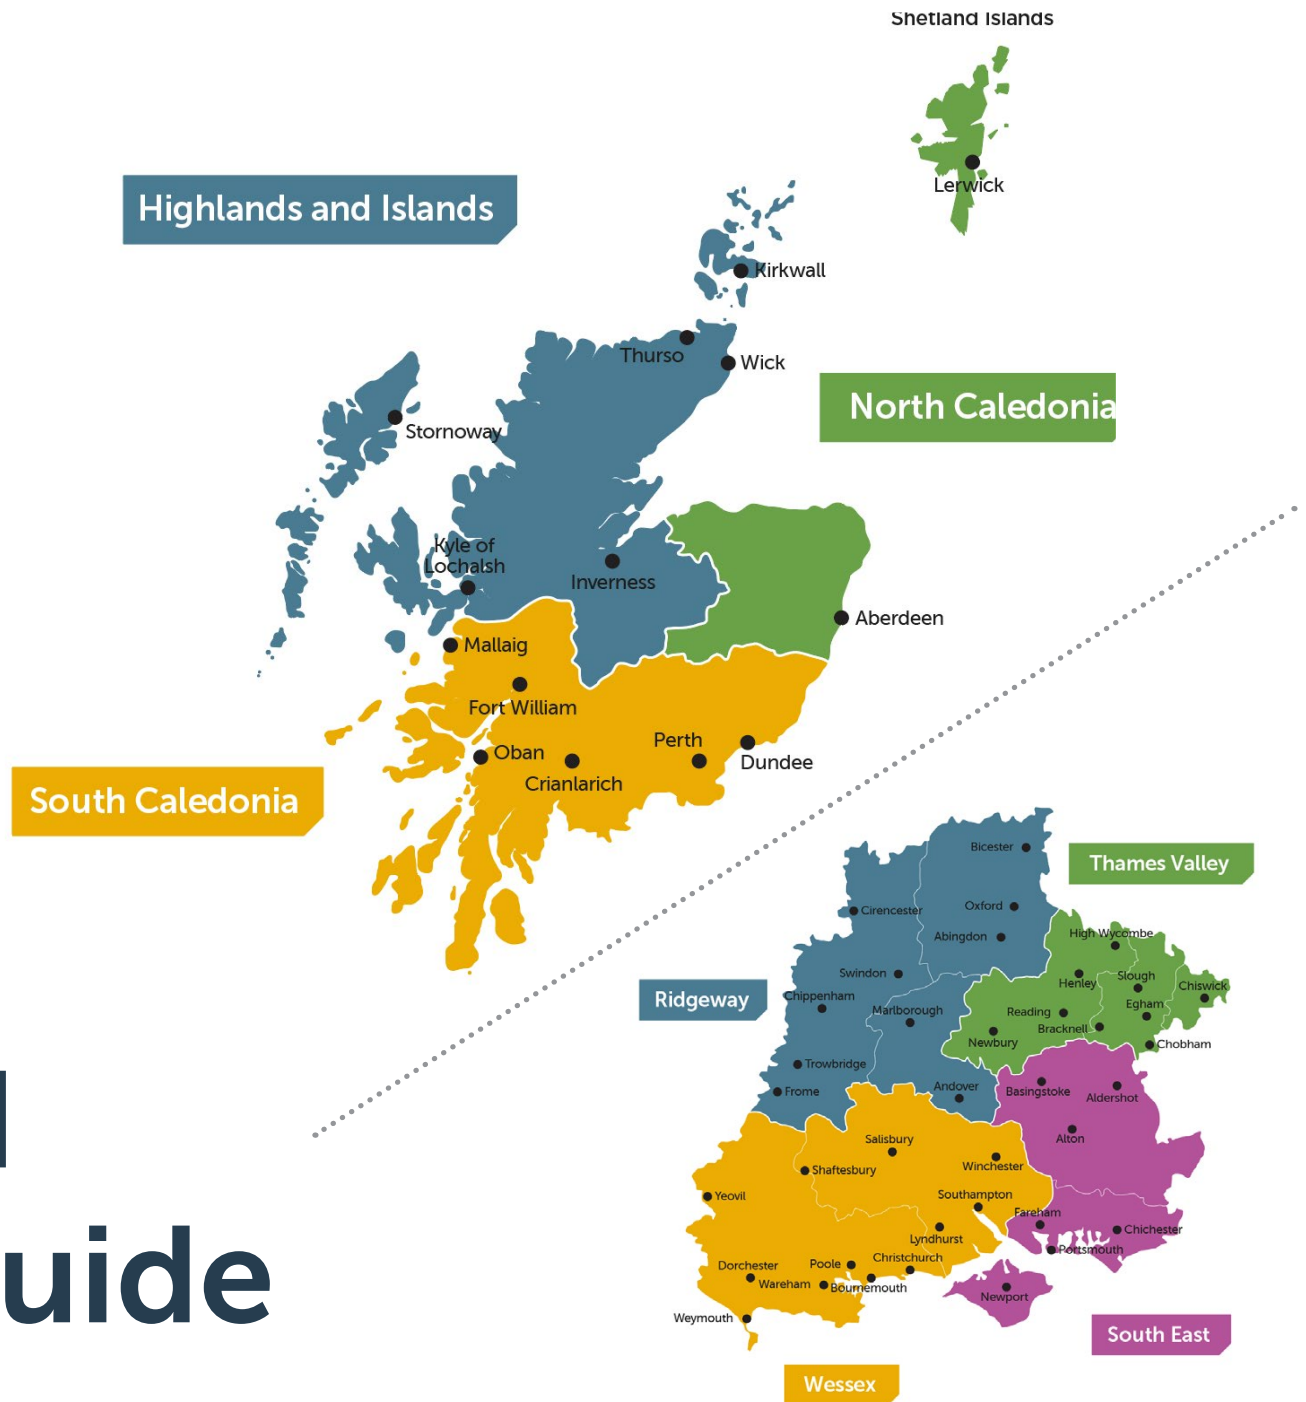 Shetland Islands
Lerwick
Highlands and Islands
Kirkwall
Thurso
Wick
North Caledonia
Stornoway
Kyle of
Lochalsh
Inverness
Aberdeen
Mallaig
Fort William
Oban
Perth
Dundee
Crianlarich
South Caledonia
Bicester
Thames Valley
Cirencester
Oxford
Abingdon
High Wycombe
Swindon
Henley
Slough
Chiswick
Ridgeway
Chippenham
Marlborough
Reading
Egham
Bracknell
Newbury
Chobham
Trowbridge
Frome
Andover
Basingstoke
Aldershot
Alton
Salisbury
Shaftesbury
Winchester
Yeovil
Southampton
Fareham
Chichester
Lyndhurst
Portsmouth
Christchurch
Dorchester
Poole
Wareham
Bournemouth
Newport
Weymouth
uide
South East
Wessex